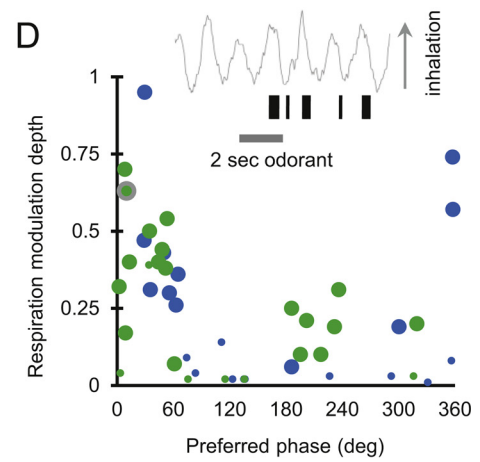 D
inhalation
2 sec odorant
Respiration modulation depth
1
0.75
0.5
0.25
0
0 60 120 180 240 300 360
Preferred phase (deg)